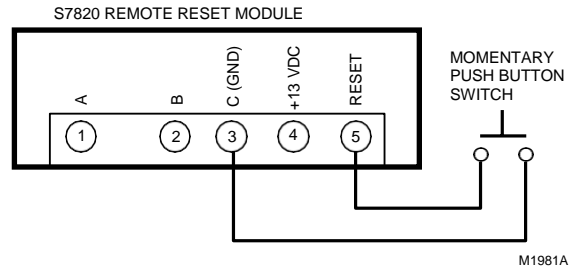 S7820 REMOTE RESET MODULE
A
B
C (GND)
+13 VDC
RESET
1
2
3
4
5
MOMENTARY
PUSH BUTTON
SWITCH
M1981A